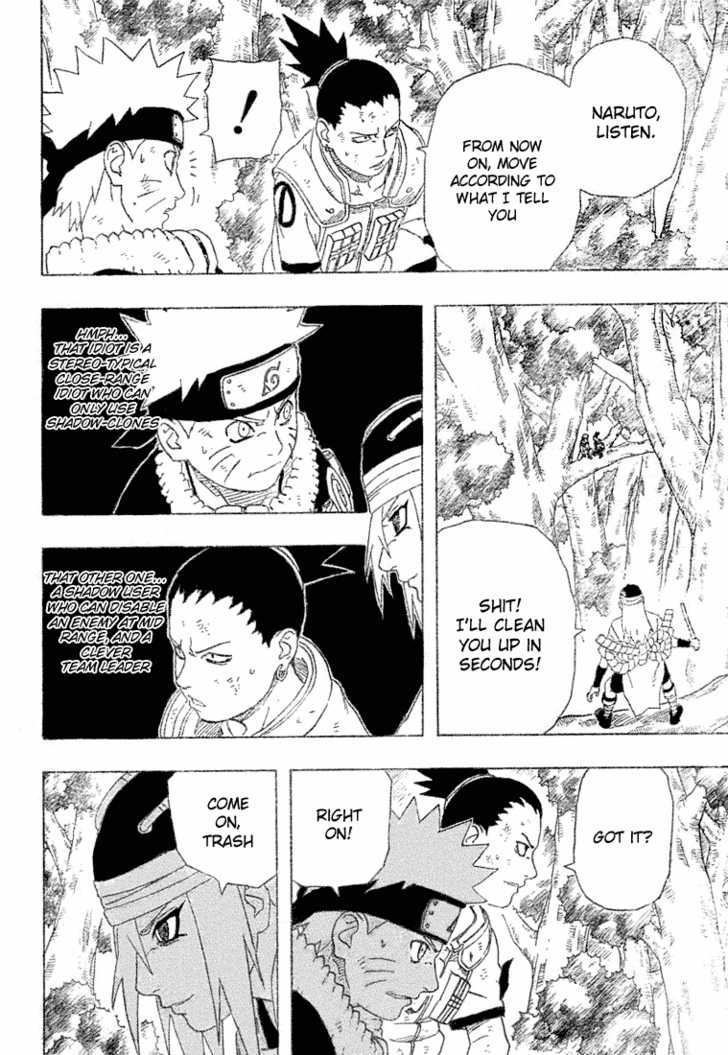 NARUTO,
LISTEN.
FROM NOW
ON, MOVE
ACCORDING TO
WHAT I TELL
YOU
!
SHIT!
I'LL CLEAN
YOU UP IN
SECONDS!
HMPH...
THAT IDIOT IS A
STEREO-TYPICAL
CLOSE-RANGE
IDIOT WHO CAN
ONLY USE
SHADOW-CLONES
THAT OTHER ONE...
A SHADOW USER
WHO CAN DISABLE
AN ENEMY AT MID
RANGE, AND A
CLEVER
TEAM LEADER
GOT IT?
RIGHT
ON!
COME
ON,
TRASH